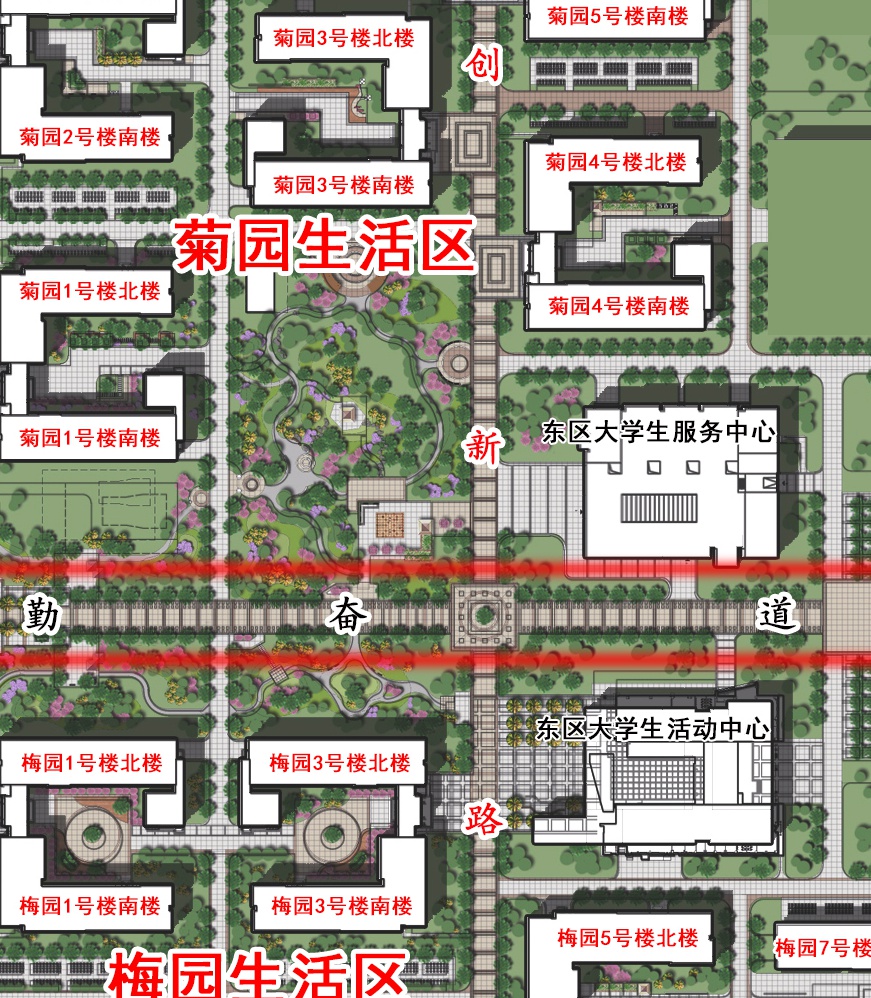 菊园5号楼南楼
菊园3号楼北楼
创
菊园2号楼南楼
菊园4号楼北楼
菊园3号楼南楼
菊园生活区
菊园1号楼北楼
菊园4号楼南楼
东区大学生服务中心
菊园1号楼南楼
新
勤 奋 道
东区大学生活动中心
梅园1号楼北楼
梅园3号楼北楼
路
梅园1号楼南楼
梅园3号楼南楼
梅园5号楼北楼
梅园7号楼
梅园生活区